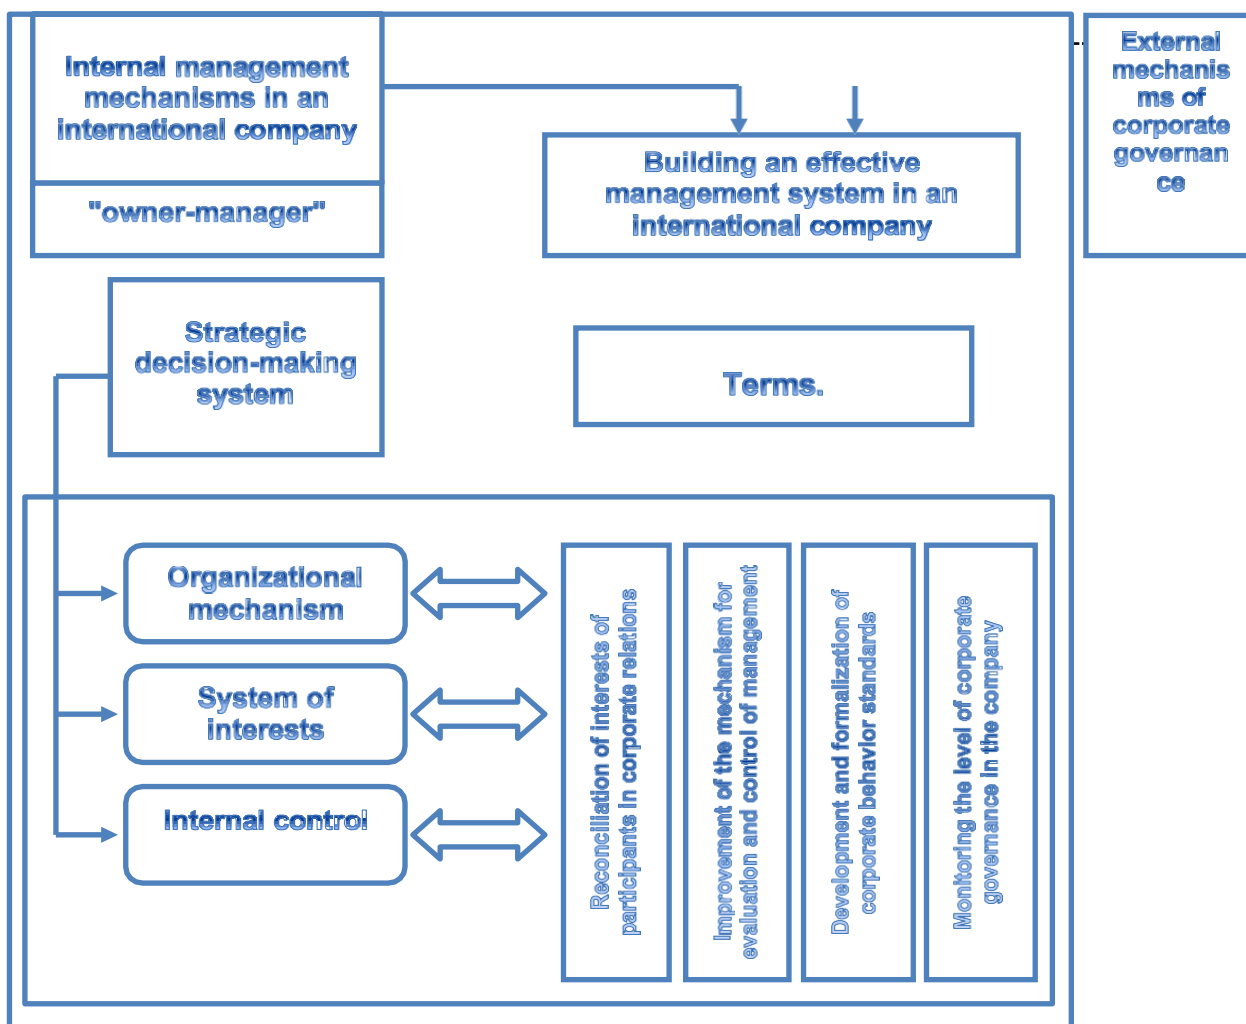 Internal management
mechanisms in an
international company
"owner-manager"
Building an effective
management system in an
international company
External
mechanis
ms of
corporate
governan
ce
Strategic
decision-making
system
Terms.
Organizational
mechanism
System of
interests
Internal control
Reconciliation of interests of
participants in corporate relations
Improvement of the mechanism for
evaluation and control of management
Development and formalization of
corporate behavior standards
Monitoring the level of corporate
governance in the company